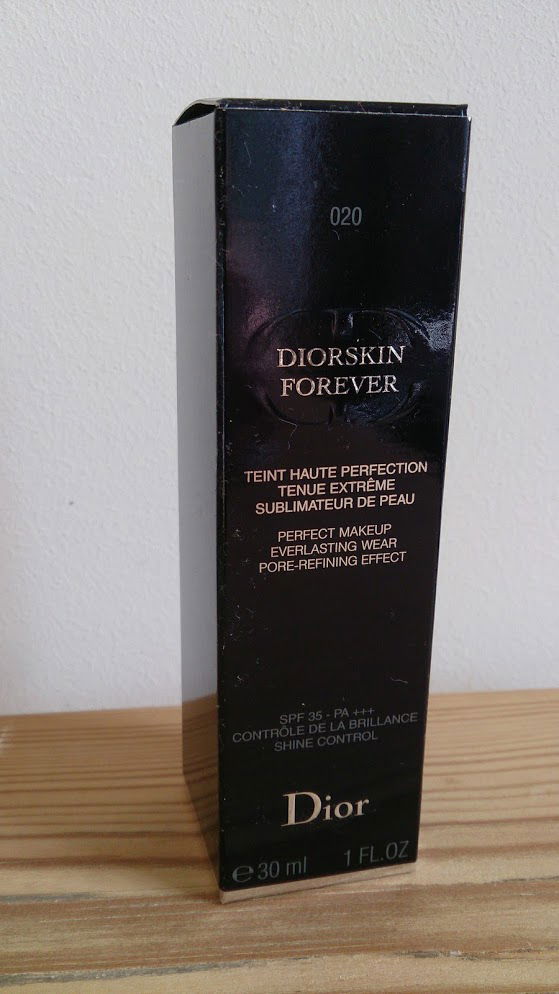 020
DIORSKIN
FOREVER
TEINT HAUTE PERFECTION
TENUE EXTRÊME
SUBLIMATEUR DE PEAU
PERFECT MAKEUP
EVERLASTING WEAR
PORE-REFINING EFFECT
SPF 35 - PA +++
CONTRÔLE DE LA BRILLANCE
SHINE CONTROL
Dior
℮ 30 ml 1 FL.OZ